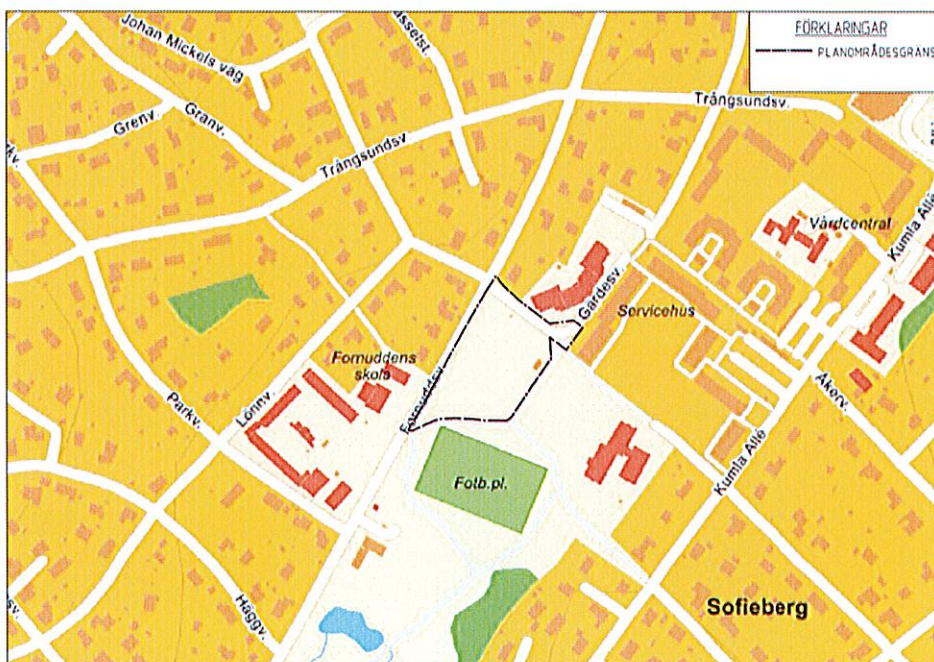 FÖRKLARINGAR
PLANOMRÅDESGRÄNS
Johan Mickels väg
Trångsundsv.
Grenv.
Granv.
Trångsundsv.
Vårdcentral
Kumla Allé
Gärdesv.
Servicehus
Fornuddens
skola
Fornuddsv.
Parkv.
Lönnv.
Åkerv.
Kumla Allé
Fotb.pl.
Häggv.
Sofieberg